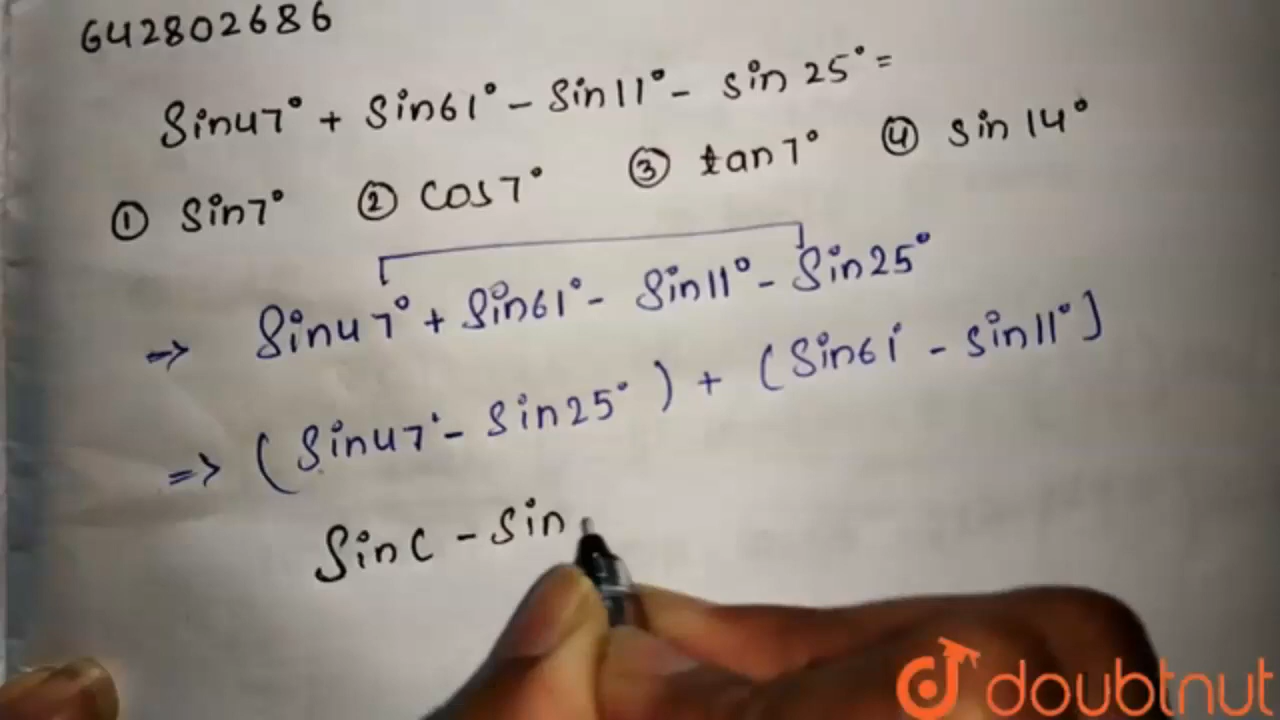 642802686
Sin47° + Sin61° - Sin11° - Sin 25° =
① Sin7° ② Cos7° ③ tan7° ④ Sin 14°
⇒ Sin47° + Sin61° - Sin11° - Sin25°
⇒ (Sin47° - Sin25°) + (Sin61° - Sin11°]
SinC - Sin
doubtnut